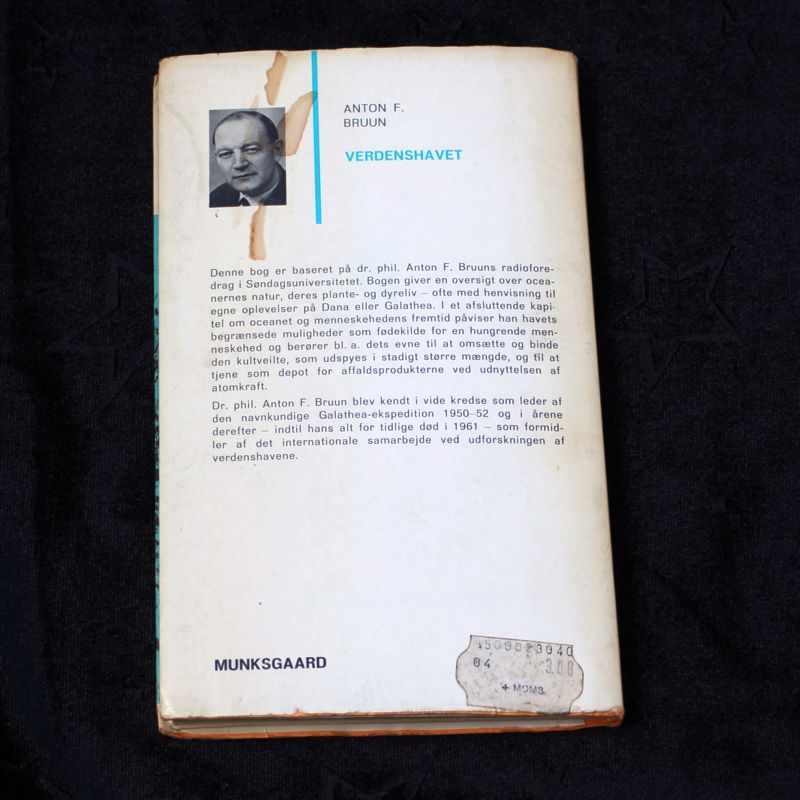 ANTON F.
BRUUN
VERDENSHAVET
Denne bog er baseret på dr. phil. Anton F. Bruuns radiofore-
drag i Søndagsuniversitetet. Bogen giver en oversigt over ocea-
nernes natur, deres plante- og dyreliv – ofte med henvisning til
egne oplevelser på Dana eller Galathea. I et afsluttende kapi-
tel om oceanet og menneskehedens fremtid påviser han havets
begrænsede muligheder som fødekilde for en hungrende men-
neskehed og berører bl. a. dets evne til at omsætte og binde
den kultveilte, som udspyes i stadigt større mængde, og til at
tjene som depot for affaldsprodukterne ved udnyttelsen af
atomkraft.
Dr. phil. Anton F. Bruun blev kendt i vide kredse som leder af
den navnkundige Galathea-ekspedition 1950–52 og i årene
derefter – indtil hans alt for tidlige død i 1961 – som formid-
ler af det internationale samarbejde ved udforskningen af
verdenshavene.
MUNKSGAARD
04
+ MOMS